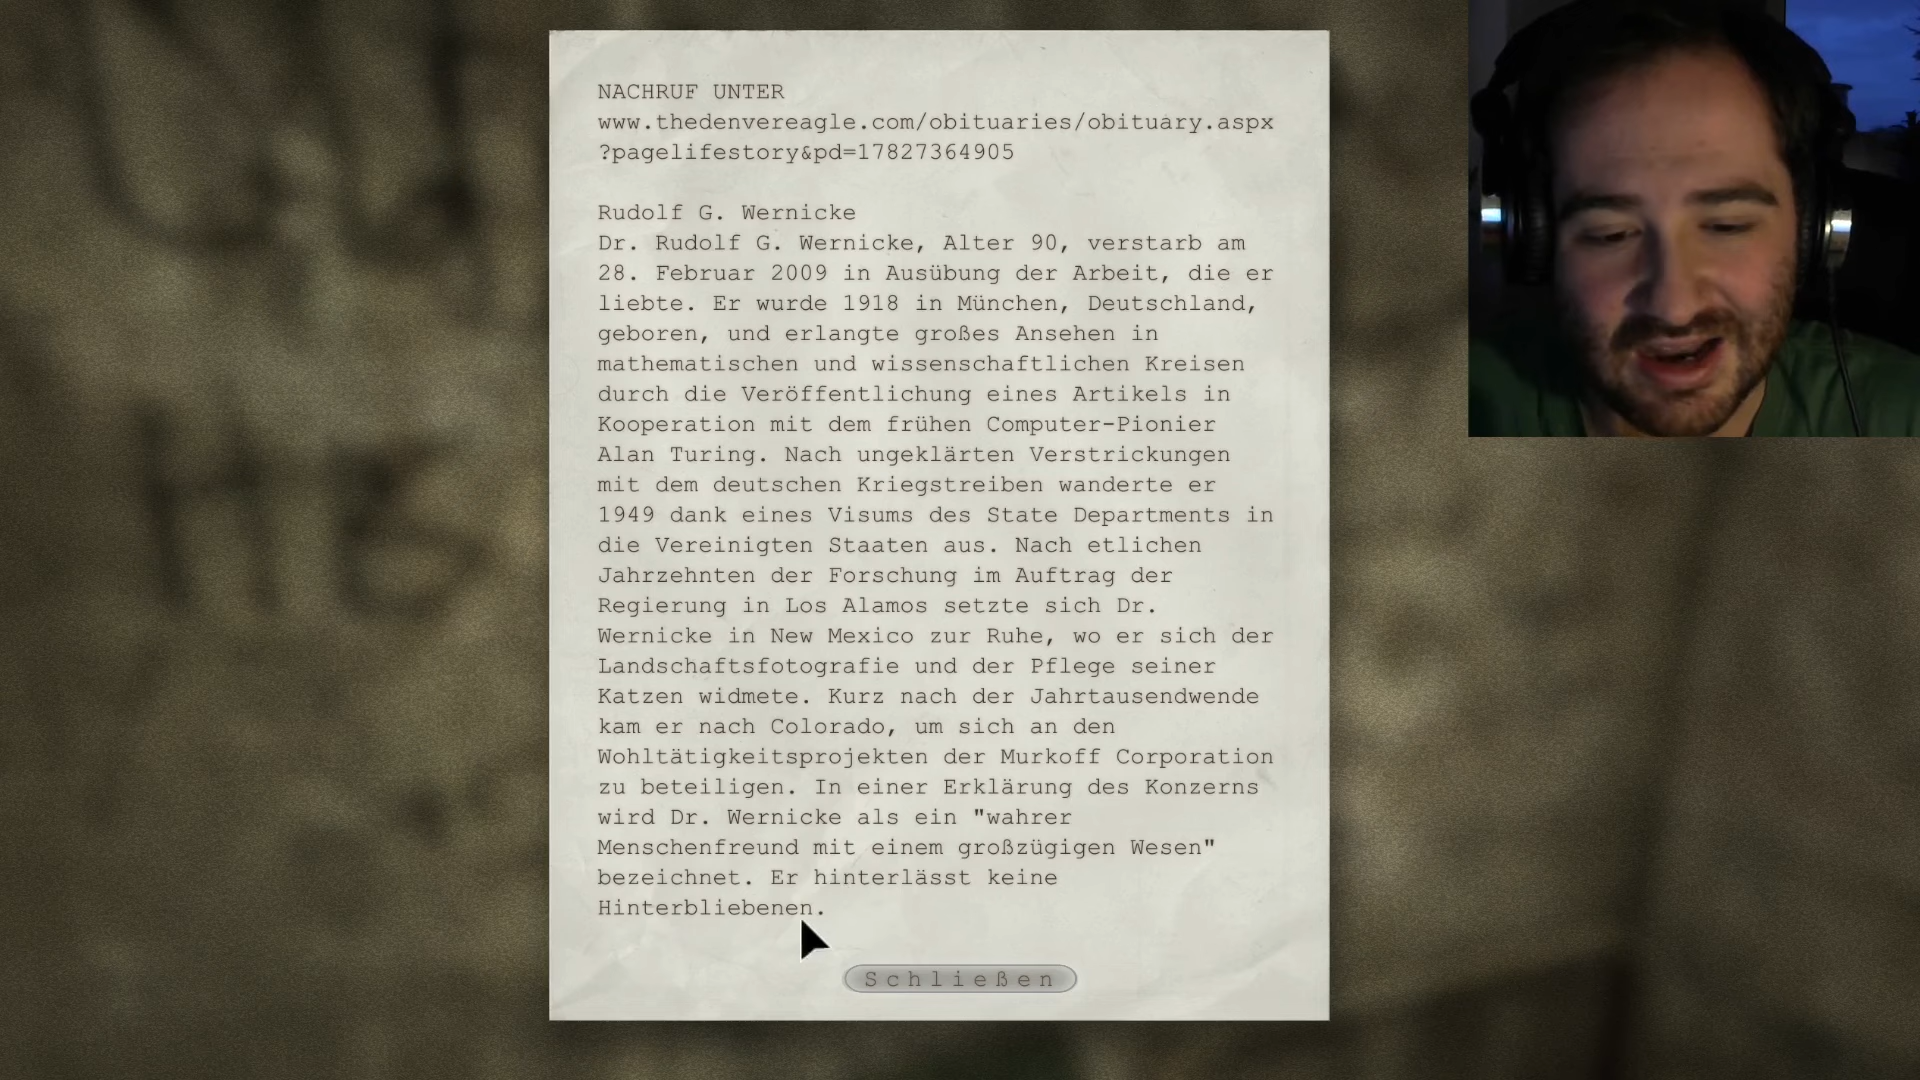 NACHRUF UNTER
www.thedenvereagle.com/obituaries/obituary.aspx
?pagelifestory&pd=17827364905
Rudolf G. Wernicke
Dr. Rudolf G. Wernicke, Alter 90, verstarb am
28. Februar 2009 in Ausübung der Arbeit, die er
liebte. Er wurde 1918 in München, Deutschland,
geboren, und erlangte großes Ansehen in
mathematischen und wissenschaftlichen Kreisen
durch die Veröffentlichung eines Artikels in
Kooperation mit dem frühen Computer-Pionier
Alan Turing. Nach ungeklärten Verstrickungen
mit dem deutschen Kriegstreiben wanderte er
1949 dank eines Visums des State Departments in
die Vereinigten Staaten aus. Nach etlichen
Jahrzehnten der Forschung im Auftrag der
Regierung in Los Alamos setzte sich Dr.
Wernicke in New Mexico zur Ruhe, wo er sich der
Landschaftsfotografie und der Pflege seiner
Katzen widmete. Kurz nach der Jahrtausendwende
kam er nach Colorado, um sich an den
Wohltätigkeitsprojekten der Murkoff Corporation
zu beteiligen. In einer Erklärung des Konzerns
wird Dr. Wernicke als ein "wahrer
Menschenfreund mit einem großzügigen Wesen"
bezeichnet. Er hinterlässt keine
Hinterbliebenen.
Schließen